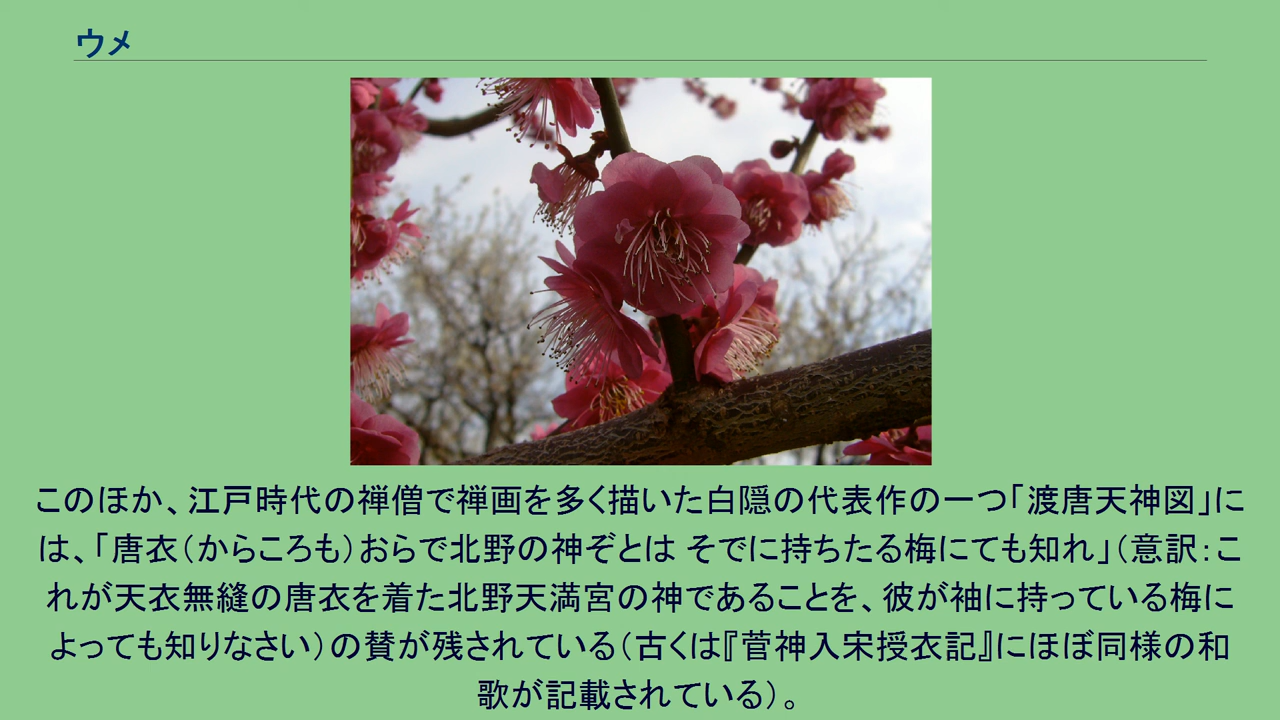 ウメ
このほか、江戸時代の禅僧で禅画を多く描いた白隠の代表作の一つ「渡唐天神図」に
は、「唐衣（からころも）おらで北野の神ぞとは そでに持ちたる梅にても知れ」（意訳：こ
れが天衣無縫の唐衣を着た北野天満宮の神であることを、彼が袖に持っている梅に
よっても知りなさい）の賛が残されている（古くは『菅神入宋授衣記』にほぼ同様の和
歌が記載されている）。